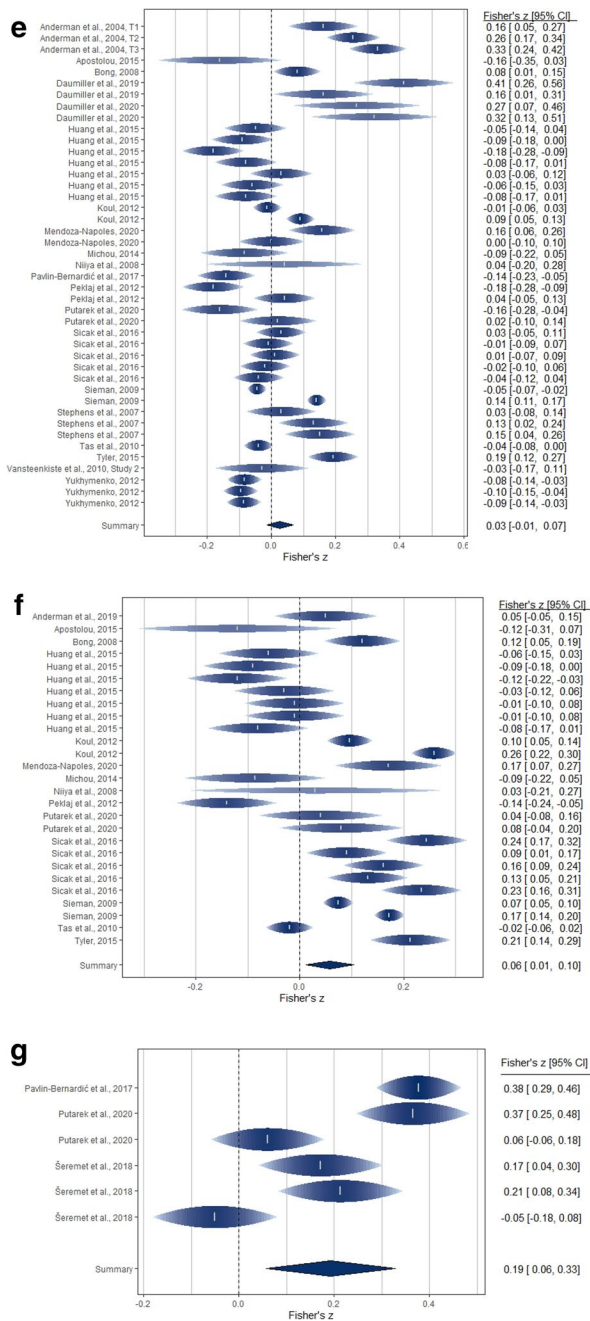 e
Fisher's z [95% CI]
Anderman et al., 2004, T1 0.16 [ 0.05, 0.27]
Anderman et al., 2004, T2 0.26 [ 0.17, 0.34]
Anderman et al., 2004, T3 0.33 [ 0.24, 0.42]
Apostolou, 2015 -0.16 [-0.35, 0.03]
Bong, 2008 0.08 [ 0.01, 0.15]
Daumiller et al., 2019 0.41 [ 0.26, 0.56]
Daumiller et al., 2019 0.16 [ 0.01, 0.31]
Daumiller et al., 2020 0.27 [ 0.07, 0.46]
Daumiller et al., 2020 0.32 [ 0.13, 0.51]
Huang et al., 2015 -0.05 [-0.14, 0.04]
Huang et al., 2015 -0.09 [-0.18, 0.00]
Huang et al., 2015 -0.18 [-0.28, -0.09]
Huang et al., 2015 -0.08 [-0.17, 0.01]
Huang et al., 2015 0.03 [-0.06, 0.12]
Huang et al., 2015 -0.06 [-0.15, 0.03]
Huang et al., 2015 -0.08 [-0.17, 0.01]
Koul, 2012 -0.01 [-0.06, 0.03]
Koul, 2012 0.09 [ 0.05, 0.13]
Mendoza-Napoles, 2020 0.16 [ 0.06, 0.26]
Mendoza-Napoles, 2020 0.00 [-0.10, 0.10]
Michou, 2014 -0.09 [-0.22, 0.05]
Niiya et al., 2008 0.04 [-0.20, 0.28]
Pavlin-Bernardić et al., 2017 -0.14 [-0.23, -0.05]
Peklaj et al., 2012 -0.18 [-0.28, -0.09]
Peklaj et al., 2012 0.04 [-0.05, 0.13]
Putarek et al., 2020 -0.16 [-0.28, -0.04]
Putarek et al., 2020 0.02 [-0.10, 0.14]
Sicak et al., 2016 0.03 [-0.05, 0.11]
Sicak et al., 2016 -0.01 [-0.09, 0.07]
Sicak et al., 2016 0.01 [-0.07, 0.09]
Sicak et al., 2016 -0.02 [-0.10, 0.06]
Sicak et al., 2016 -0.04 [-0.12, 0.04]
Sieman, 2009 -0.05 [-0.07, -0.02]
Sieman, 2009 0.14 [ 0.11, 0.17]
Stephens et al., 2007 0.03 [-0.08, 0.14]
Stephens et al., 2007 0.13 [ 0.02, 0.24]
Stephens et al., 2007 0.15 [ 0.04, 0.26]
Tas et al., 2010 -0.04 [-0.08, 0.00]
Tyler, 2015 0.19 [ 0.12, 0.27]
Vansteenkiste et al., 2010, Study 2 -0.03 [-0.17, 0.11]
Yukhymenko, 2012 -0.08 [-0.14, -0.03]
Yukhymenko, 2012 -0.10 [-0.15, -0.04]
Yukhymenko, 2012 -0.09 [-0.14, -0.03]
Summary 0.03 [-0.01, 0.07]
-0.2 0.0 0.2 0.4 0.6
Fisher's z
f
Fisher's z [95% CI]
Anderman et al., 2019 0.05 [-0.05, 0.15]
Apostolou, 2015 -0.12 [-0.31, 0.07]
Bong, 2008 0.12 [ 0.05, 0.19]
Huang et al., 2015 -0.06 [-0.15, 0.03]
Huang et al., 2015 -0.09 [-0.18, 0.00]
Huang et al., 2015 -0.12 [-0.22, -0.03]
Huang et al., 2015 -0.03 [-0.12, 0.06]
Huang et al., 2015 -0.01 [-0.10, 0.08]
Huang et al., 2015 -0.01 [-0.10, 0.08]
Huang et al., 2015 -0.08 [-0.17, 0.01]
Koul, 2012 0.10 [ 0.05, 0.14]
Koul, 2012 0.26 [ 0.22, 0.30]
Mendoza-Napoles, 2020 0.17 [ 0.07, 0.27]
Michou, 2014 -0.09 [-0.22, 0.05]
Niiya et al., 2008 0.03 [-0.21, 0.27]
Peklaj et al., 2012 -0.14 [-0.24, -0.05]
Putarek et al., 2020 0.04 [-0.08, 0.16]
Putarek et al., 2020 0.08 [-0.04, 0.20]
Sicak et al., 2016 0.24 [ 0.17, 0.32]
Sicak et al., 2016 0.09 [ 0.01, 0.17]
Sicak et al., 2016 0.16 [ 0.09, 0.24]
Sicak et al., 2016 0.13 [ 0.05, 0.21]
Sicak et al., 2016 0.23 [ 0.16, 0.31]
Sieman, 2009 0.07 [ 0.05, 0.10]
Sieman, 2009 0.17 [ 0.14, 0.20]
Tas et al., 2010 -0.02 [-0.06, 0.02]
Tyler, 2015 0.21 [ 0.14, 0.29]
Summary 0.06 [ 0.01, 0.10]
-0.2 0.0 0.2
Fisher's z
g
Fisher's z [95% CI]
Pavlin-Bernardić et al., 2017 0.38 [ 0.29, 0.46]
Putarek et al., 2020 0.37 [ 0.25, 0.48]
Putarek et al., 2020 0.06 [-0.06, 0.18]
Šeremet et al., 2018 0.17 [ 0.04, 0.30]
Šeremet et al., 2018 0.21 [ 0.08, 0.34]
Šeremet et al., 2018 -0.05 [-0.18, 0.08]
Summary 0.19 [ 0.06, 0.33]
-0.2 0.0 0.2 0.4
Fisher's z